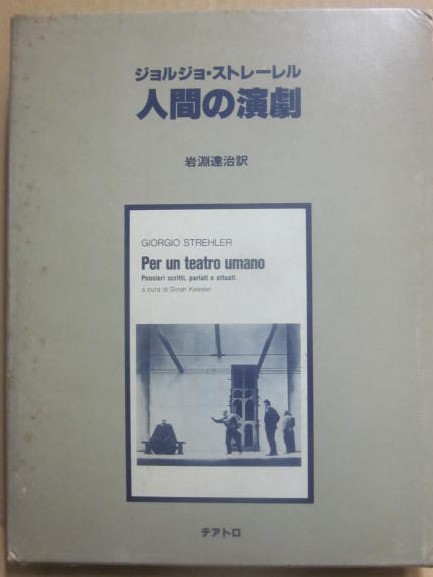 ジョルジョ・ストレーレル
人間の演劇
岩淵達治訳
GIORGIO STREHLER
Per un teatro umano
Pensieri scritti, parlati e attuati
a cura di Sinah Kessler
テアトロ